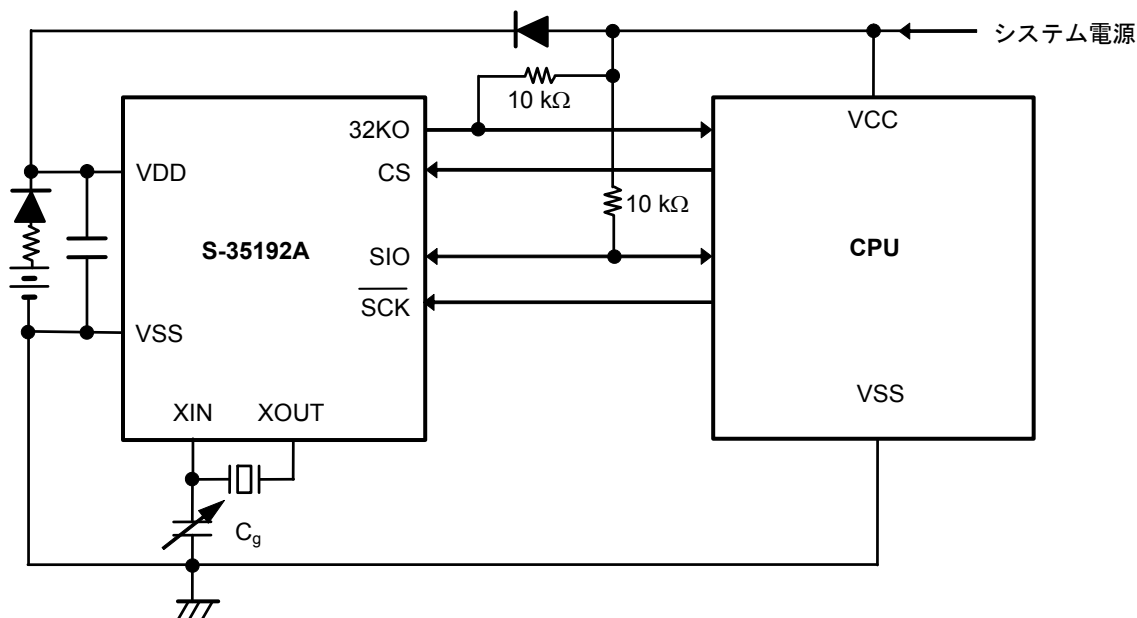 システム電源
10 kΩ
32KO
VCC
VDD
CS
10 kΩ
S-35192A
SIO
CPU
SCK
VSS
VSS
XIN
XOUT
Cg